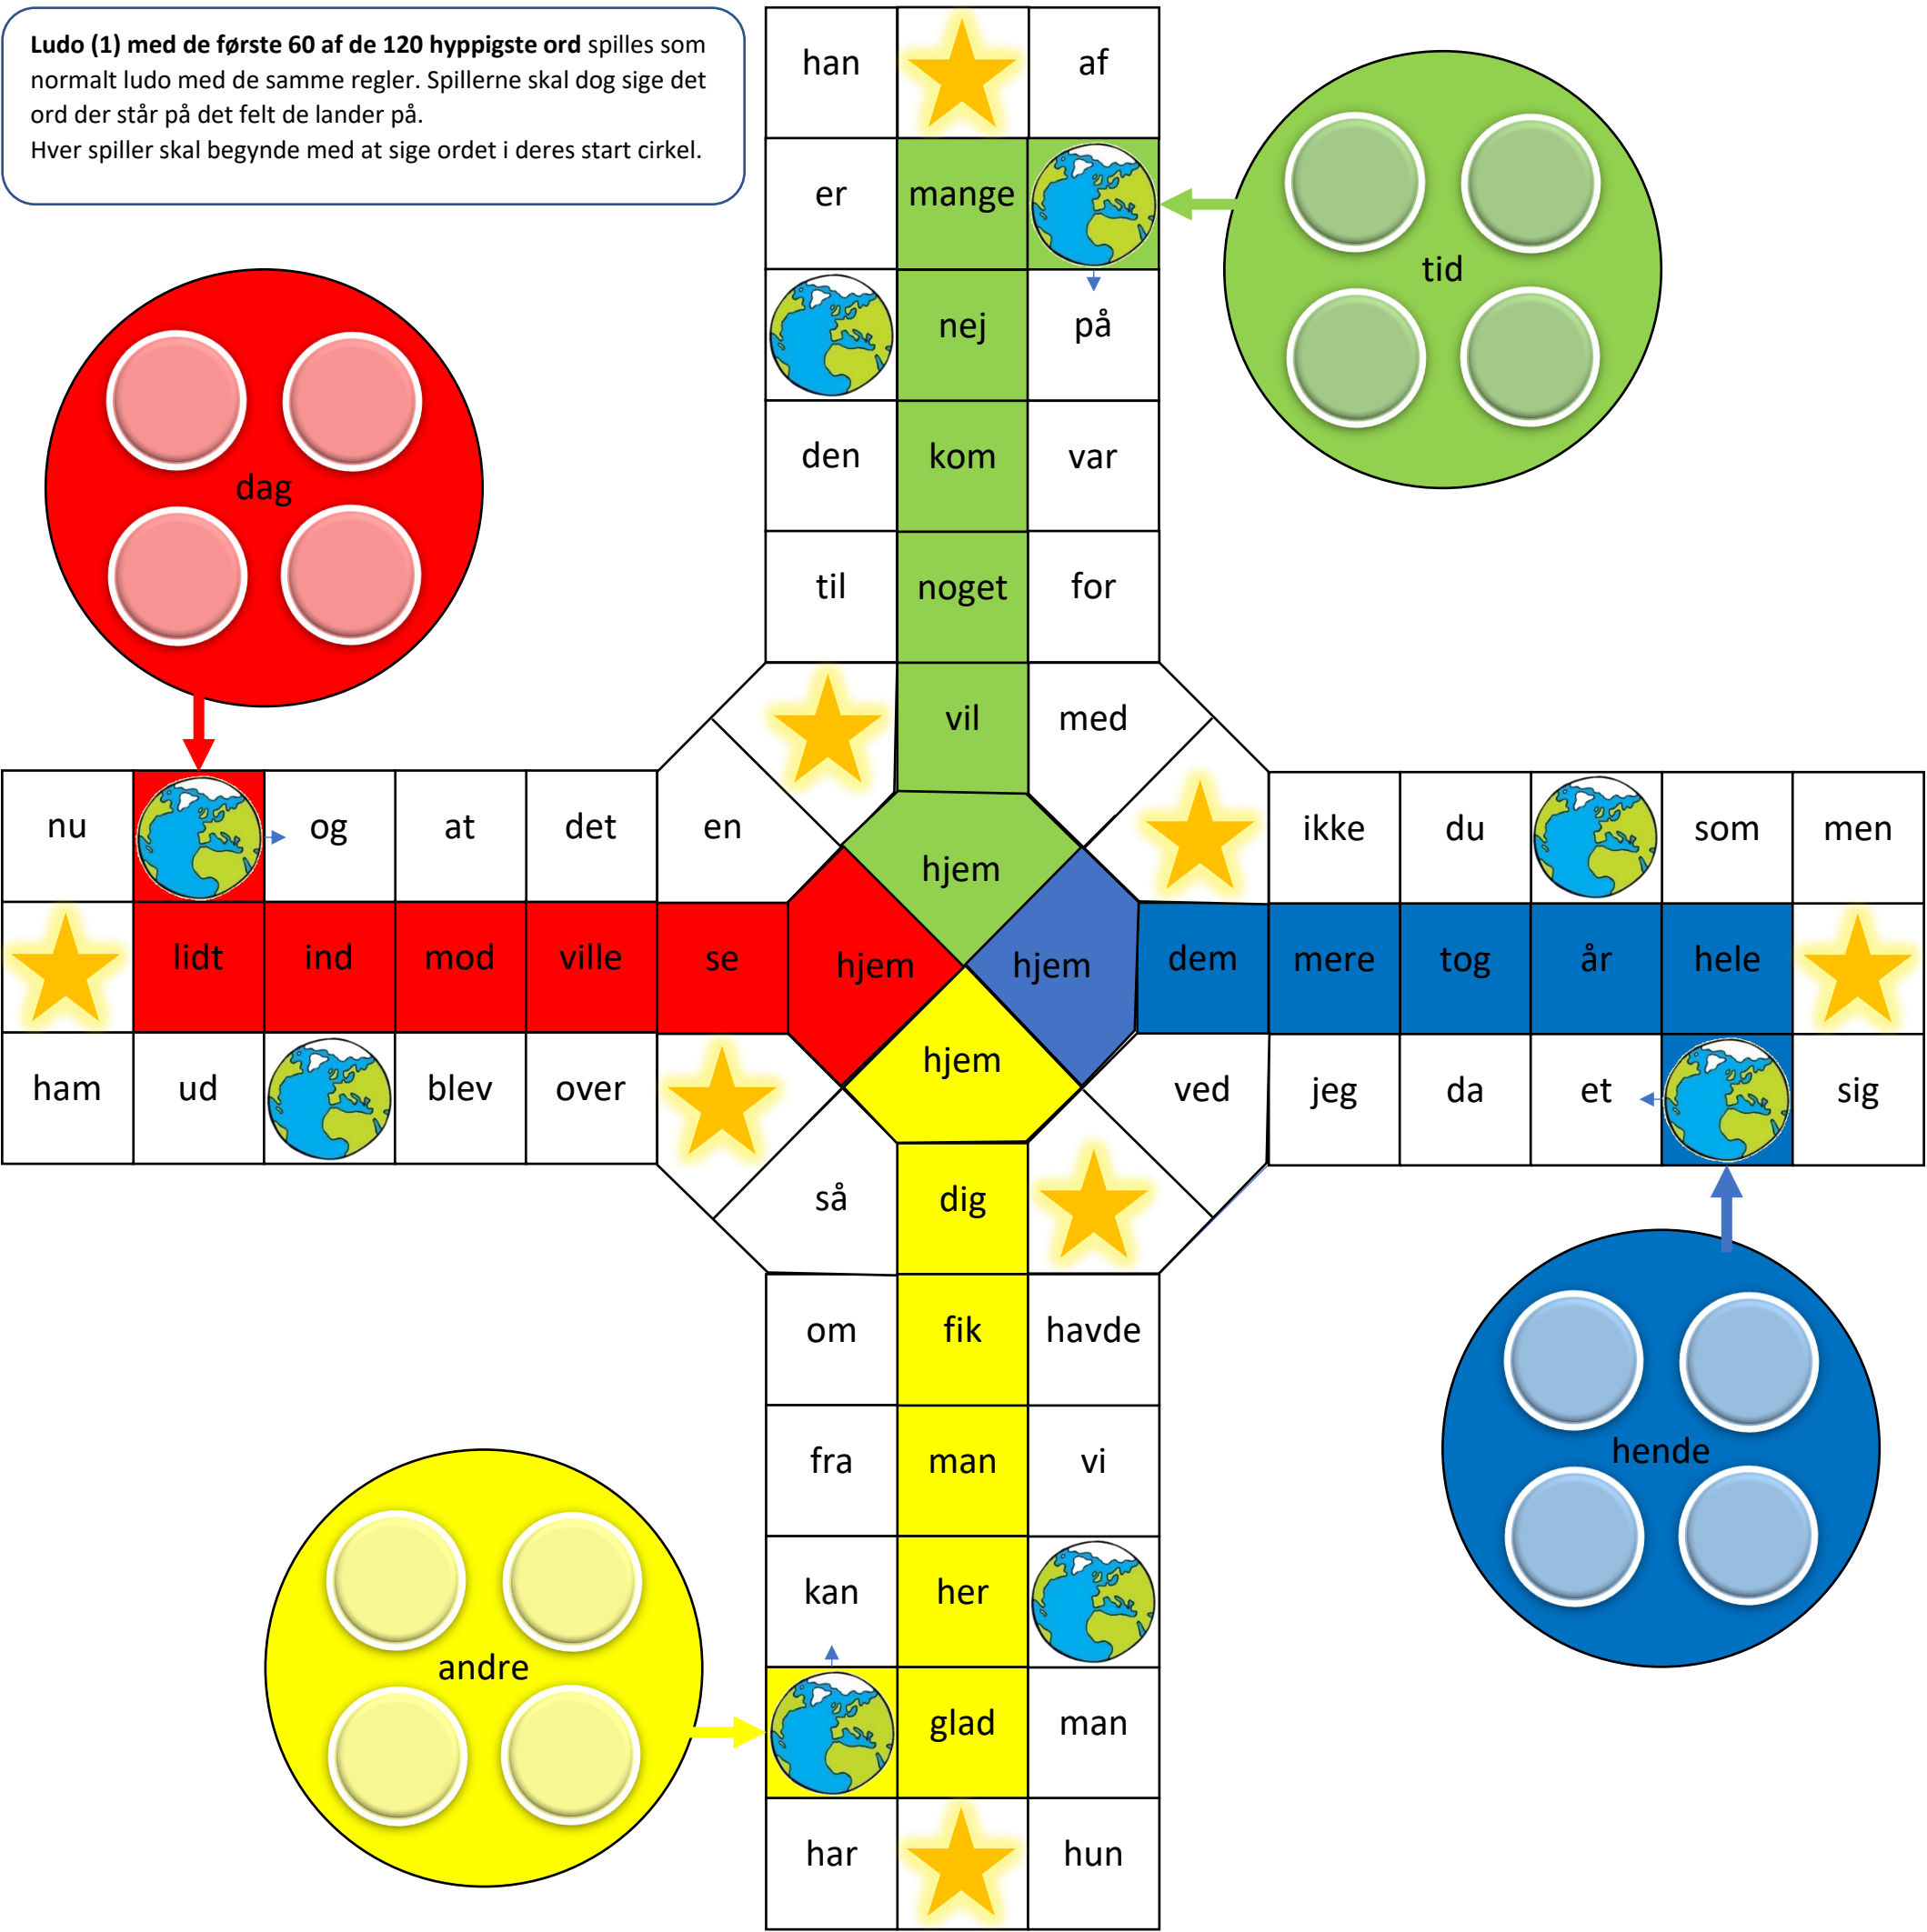 Ludo (1) med de første 60 af de 120 hyppigste ord spilles som
normalt ludo med de samme regler. Spillerne skal dog sige det
ord der står på det felt de lander på.
Hver spiller skal begynde med at sige ordet i deres start cirkel.
han af
er mange
tid
nej på
den kom var
dag
til noget for
vil med
nu og at det en ikke du som men
hjem
lidt ind mod ville se hjem hjem dem mere tog år hele
hjem
ham ud blev over ved jeg da et sig
så dig
om fik havde
fra man vi
hende
kan her
andre
glad man
har hun